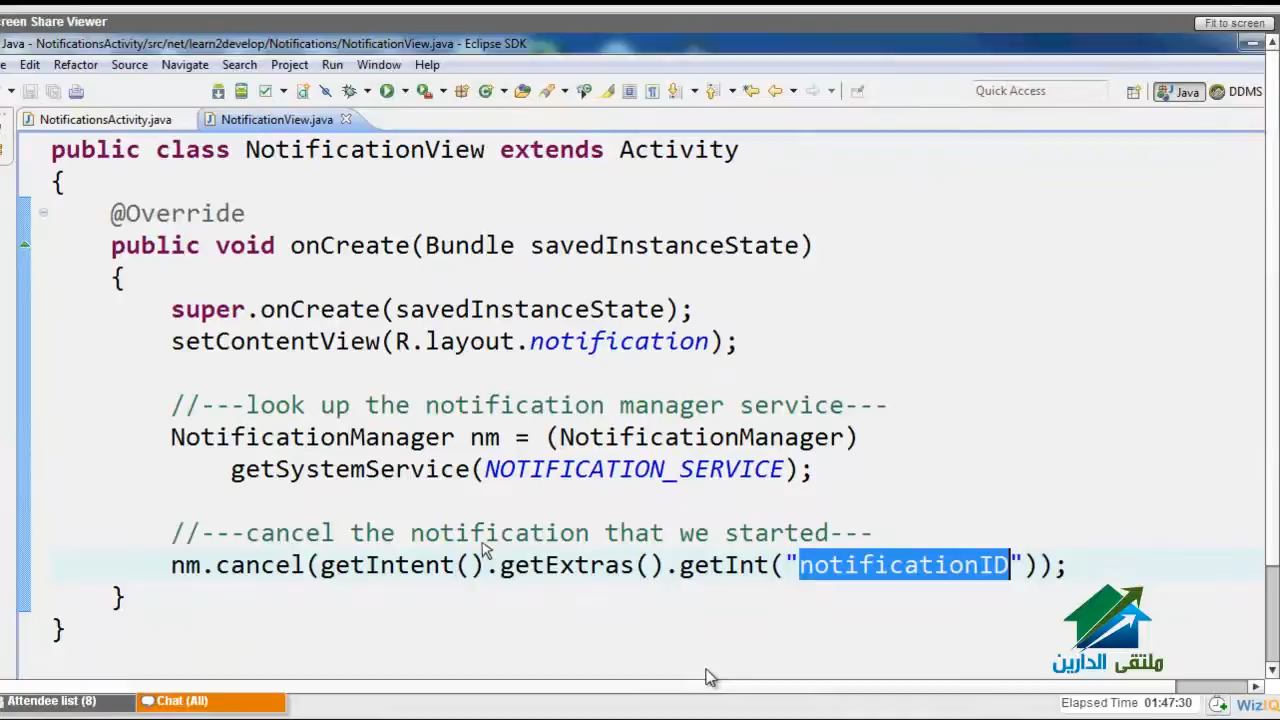 creen Share Viewer
Fit to screen
Java - NotificationsActivity/src/net/learn2develop/Notifications/NotificationView.java - Eclipse SDK
e Edit Refactor Source Navigate Search Project Run Window Help
Quick Access
Java
DDMS
NotificationsActivity.java
NotificationView.java
public class NotificationView extends Activity
{
@Override
public void onCreate(Bundle savedInstanceState)
{
super.onCreate(savedInstanceState);
setContentView(R.layout.notification);
//---look up the notification manager service---
NotificationManager nm = (NotificationManager)
getSystemService(NOTIFICATION_SERVICE);
//---cancel the notification that we started---
nm.cancel(getIntent().getExtras().getInt("notificationID"));
}
}
ملتقى الدارين
Attendee list (8)
Chat (All)
Elapsed Time 01:47:30
WizIQ